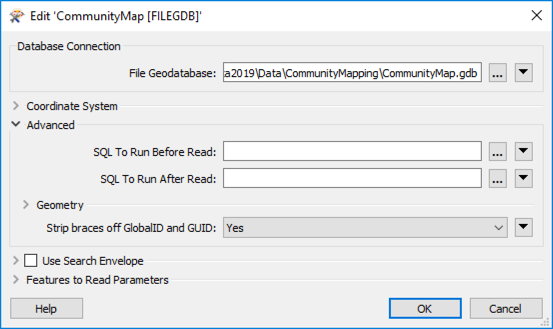 Edit 'CommunityMap [FILEGDB]'
Database Connection
File Geodatabase: a2019\Data\CommunityMapping\CommunityMap.gdb ...
Coordinate System
Advanced
SQL To Run Before Read: ...
SQL To Run After Read: ...
Geometry
Strip braces off GlobalID and GUID: Yes
Use Search Envelope
Features to Read Parameters
Help OK Cancel